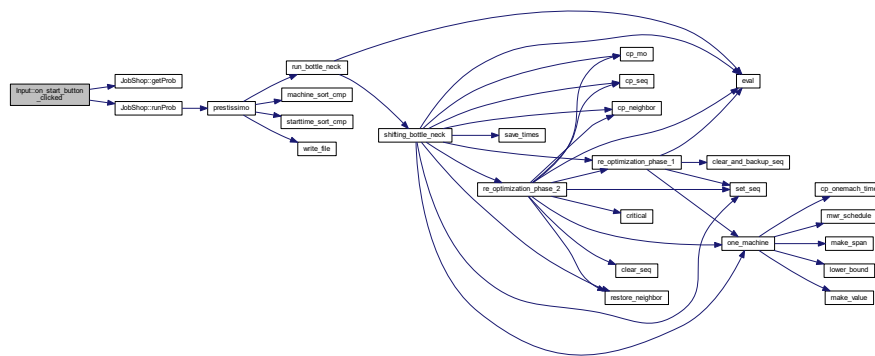 Input::on_start_button
_clicked
JobShop::getProb
JobShop::runProb
prestissimo
run_bottle_neck
machine_sort_cmp
starttime_sort_cmp
write_file
shifting_bottle_neck
eval
cp_mo
cp_seq
cp_neighbor
save_times
re_optimization_phase_1
clear_and_backup_seq
re_optimization_phase_2
set_seq
critical
one_machine
clear_seq
restore_neighbor
cp_onemach_time
mwr_schedule
make_span
lower_bound
make_value